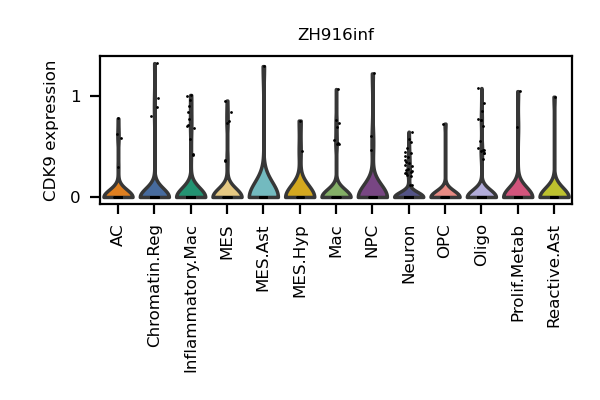 ZH916inf
CDK9 expression
1
0
AC
Chromatin.Reg
Inflammatory.Mac
MES
MES.Ast
MES.Hyp
Mac
NPC
Neuron
OPC
Oligo
Prolif.Metab
Reactive.Ast